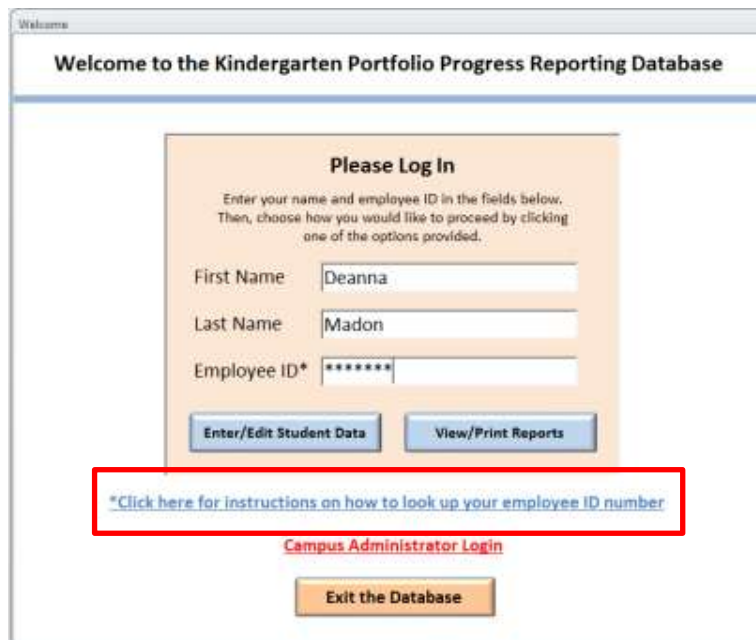 Welcome
Welcome to the Kindergarten Portfolio Progress Reporting Database
Please Log In
Enter your name and employee ID in the fields below.
Then, choose how you would like to proceed by clicking
one of the options provided.
First Name Deanna
Last Name Madon
Employee ID* *******
Enter/Edit Student Data View/Print Reports
*Click here for instructions on how to look up your employee ID number
Campus Administrator Login
Exit the Database